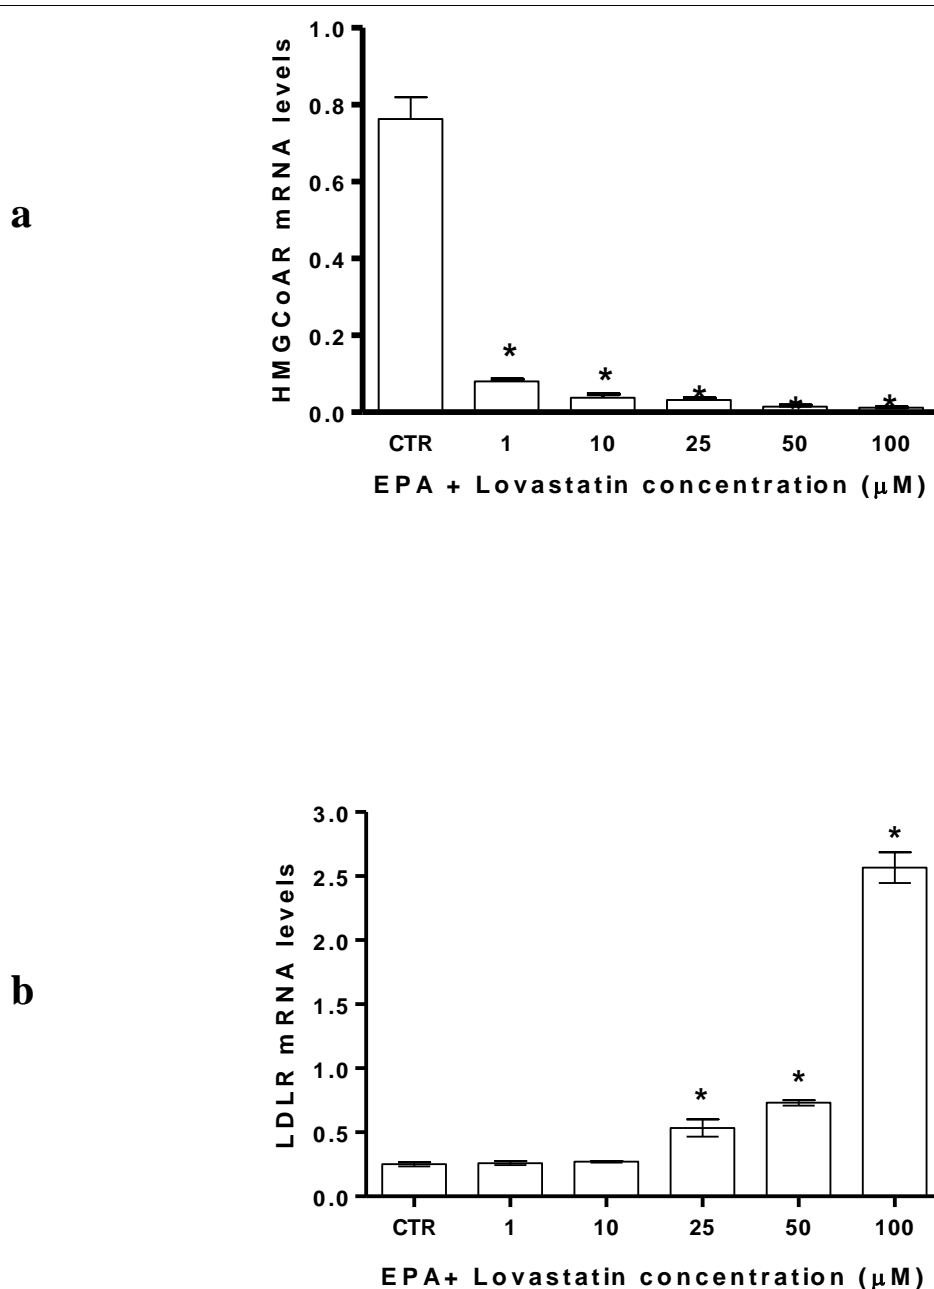 a
HMGCoAR mRNA levels
1.0
0.8
0.6
0.4
0.2
0.0
*
*
*
*
*
CTR 1 10 25 50 100
EPA + Lovastatin concentration (μM)
b
LDLR mRNA levels
3.0
2.5
2.0
1.5
1.0
0.5
0.0
*
*
*
CTR 1 10 25 50 100
EPA+ Lovastatin concentration (μM)